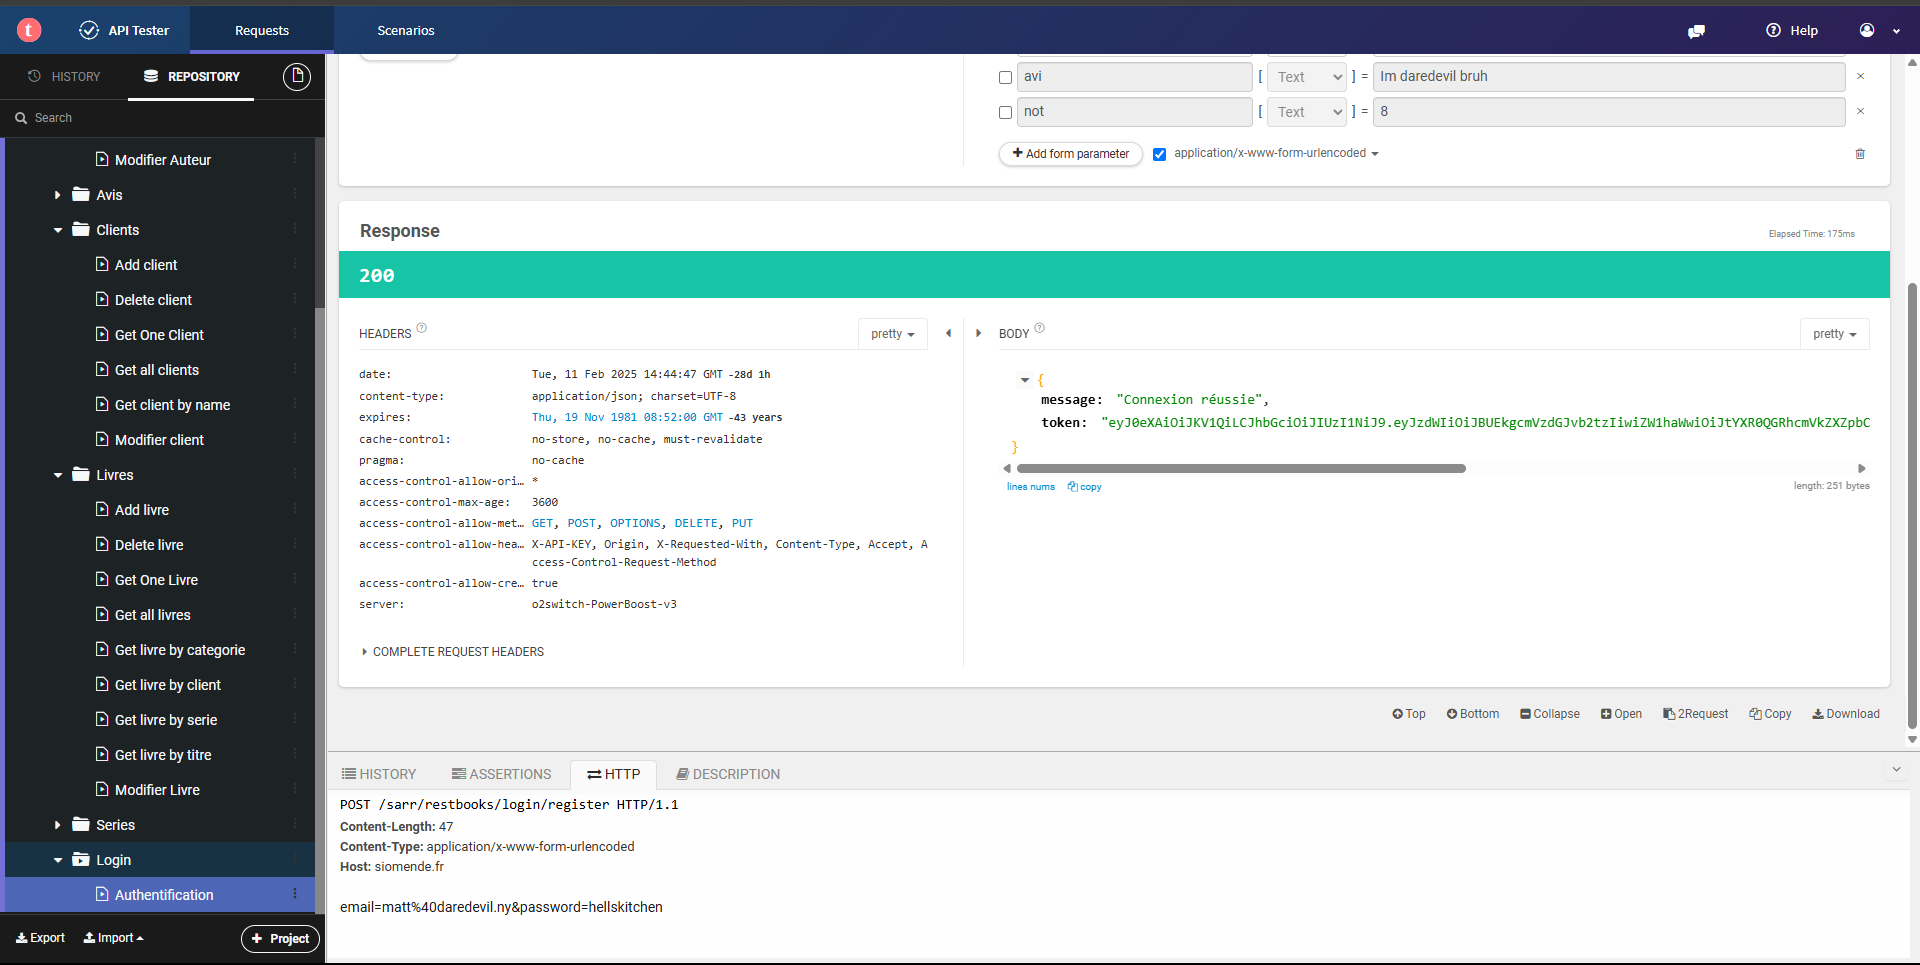 t API Tester Requests Scenarios Help
HISTORY REPOSITORY
Search
Modifier Auteur
Avis
Clients
Add client
Delete client
Get One Client
Get all clients
Get client by name
Modifier client
Livres
Add livre
Delete livre
Get One Livre
Get all livres
Get livre by categorie
Get livre by client
Get livre by serie
Get livre by titre
Modifier Livre
Series
Login
Authentification
Export Import + Project
avi [ Text ] = Im daredevil bruh ×
not [ Text ] = 8 ×
+ Add form parameter application/x-www-form-urlencoded
Response
Elapsed Time: 175ms
200
HEADERS ? pretty
date: Tue, 11 Feb 2025 14:44:47 GMT -28d 1h
content-type: application/json; charset=UTF-8
expires: Thu, 19 Nov 1981 08:52:00 GMT -43 years
cache-control: no-store, no-cache, must-revalidate
pragma: no-cache
access-control-allow-ori... *
access-control-max-age: 3600
access-control-allow-met... GET, POST, OPTIONS, DELETE, PUT
access-control-allow-hea... X-API-KEY, Origin, X-Requested-With, Content-Type, Accept, A
ccess-Control-Request-Method
access-control-allow-cre... true
server: o2switch-PowerBoost-v3
COMPLETE REQUEST HEADERS
BODY ? pretty
{
message: "Connexion réussie",
token: "eyJ0eXAiOiJKV1QiLCJhbGciOiJIUzI1NiJ9.eyJzdWIiOiJBUEkgcmVzdGJvb2tzIiwiZW1haWwiOiJtYXR0QGRhcmVkZXZpbC
}
lines nums copy length: 251 bytes
Top Bottom Collapse Open 2Request Copy Download
HISTORY ASSERTIONS HTTP DESCRIPTION
POST /sarr/restbooks/login/register HTTP/1.1
Content-Length: 47
Content-Type: application/x-www-form-urlencoded
Host: siomende.fr
email=matt%40daredevil.ny&password=hellskitchen